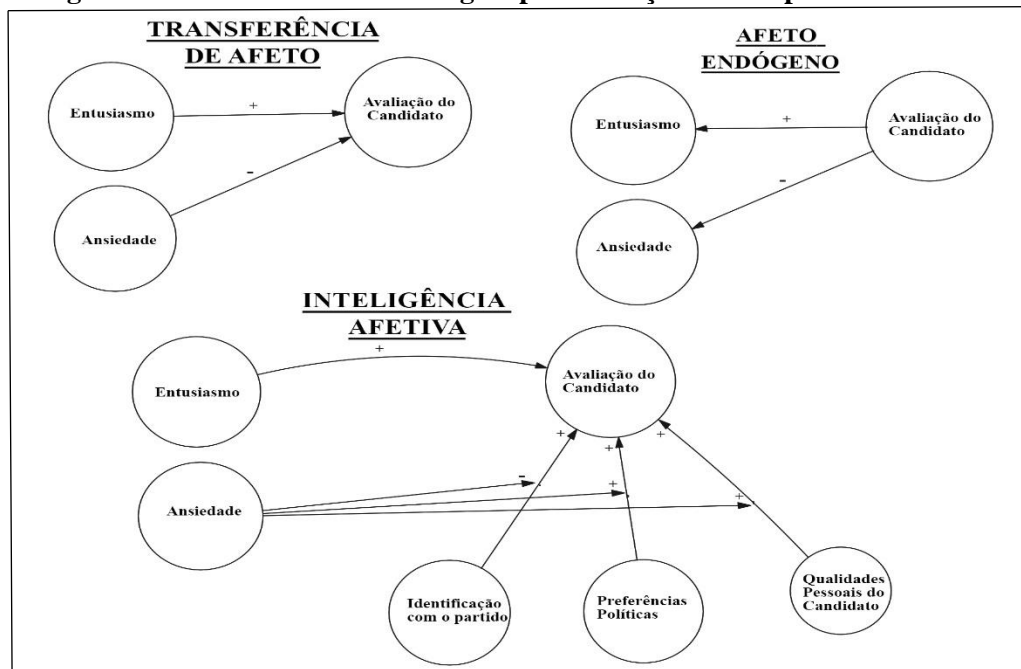 TRANSFERÊNCIA
DE AFETO
Entusiasmo
+
Avaliação do
Candidato
-
Ansiedade
AFETO
ENDÓGENO
Entusiasmo
+
Avaliação do
Candidato
-
Ansiedade
INTELIGÊNCIA
AFETIVA
+
Entusiasmo
Avaliação do
Candidato
+
+
+
Ansiedade
-
+
+
Identificação
com o partido
Preferências
Políticas
Qualidades
Pessoais do
Candidato